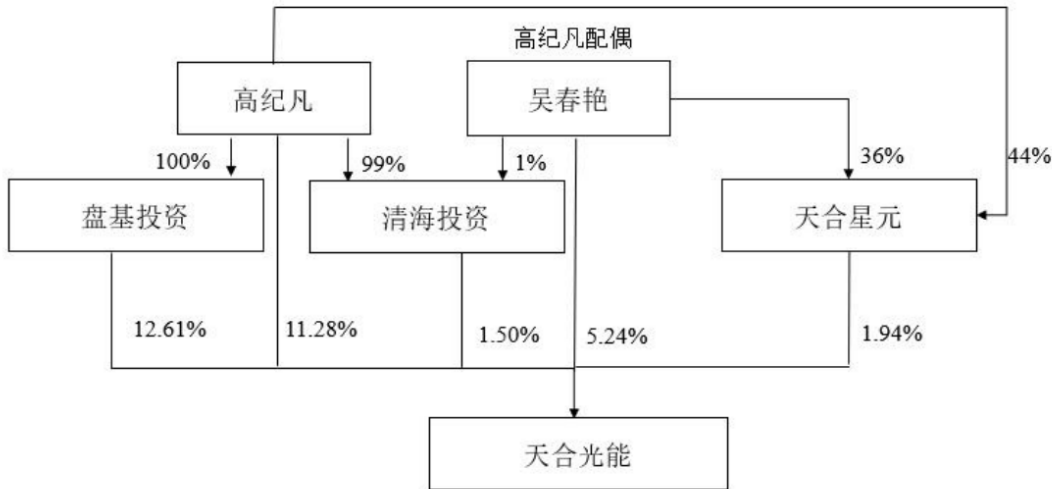 高纪凡配偶
高纪凡
吴春艳
100%
99%
1%
36%
44%
盘基投资
清海投资
天合星元
12.61%
11.28%
1.50%
5.24%
1.94%
天合光能